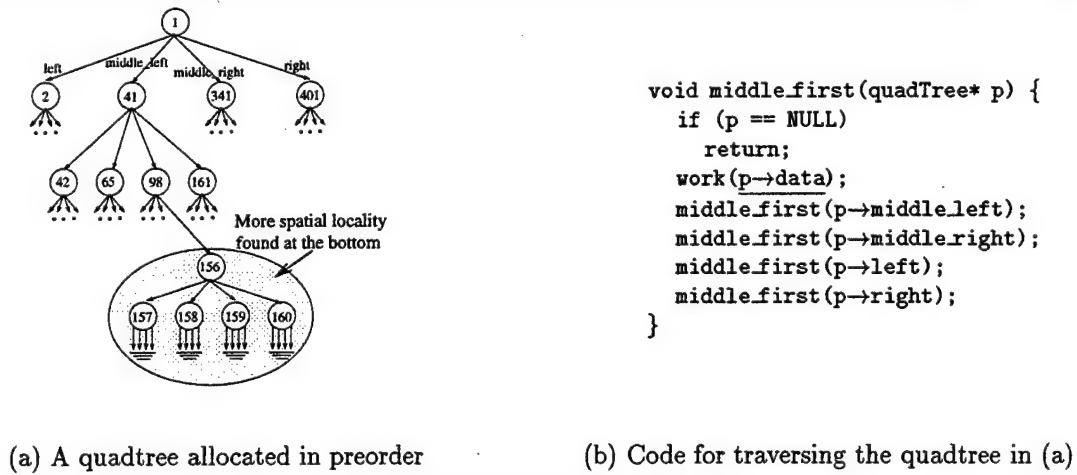 1
left
middle_left
middle_right
right
2
41
341
401
42
65
98
161
More spatial locality
found at the bottom
156
157
158
159
160
(a) A quadtree allocated in preorder
void middle_first(quadTree* p) {
if (p == NULL)
return;
work(p→data);
middle_first(p→middle_left);
middle_first(p→middle_right);
middle_first(p→left);
middle_first(p→right);
}
(b) Code for traversing the quadtree in (a)